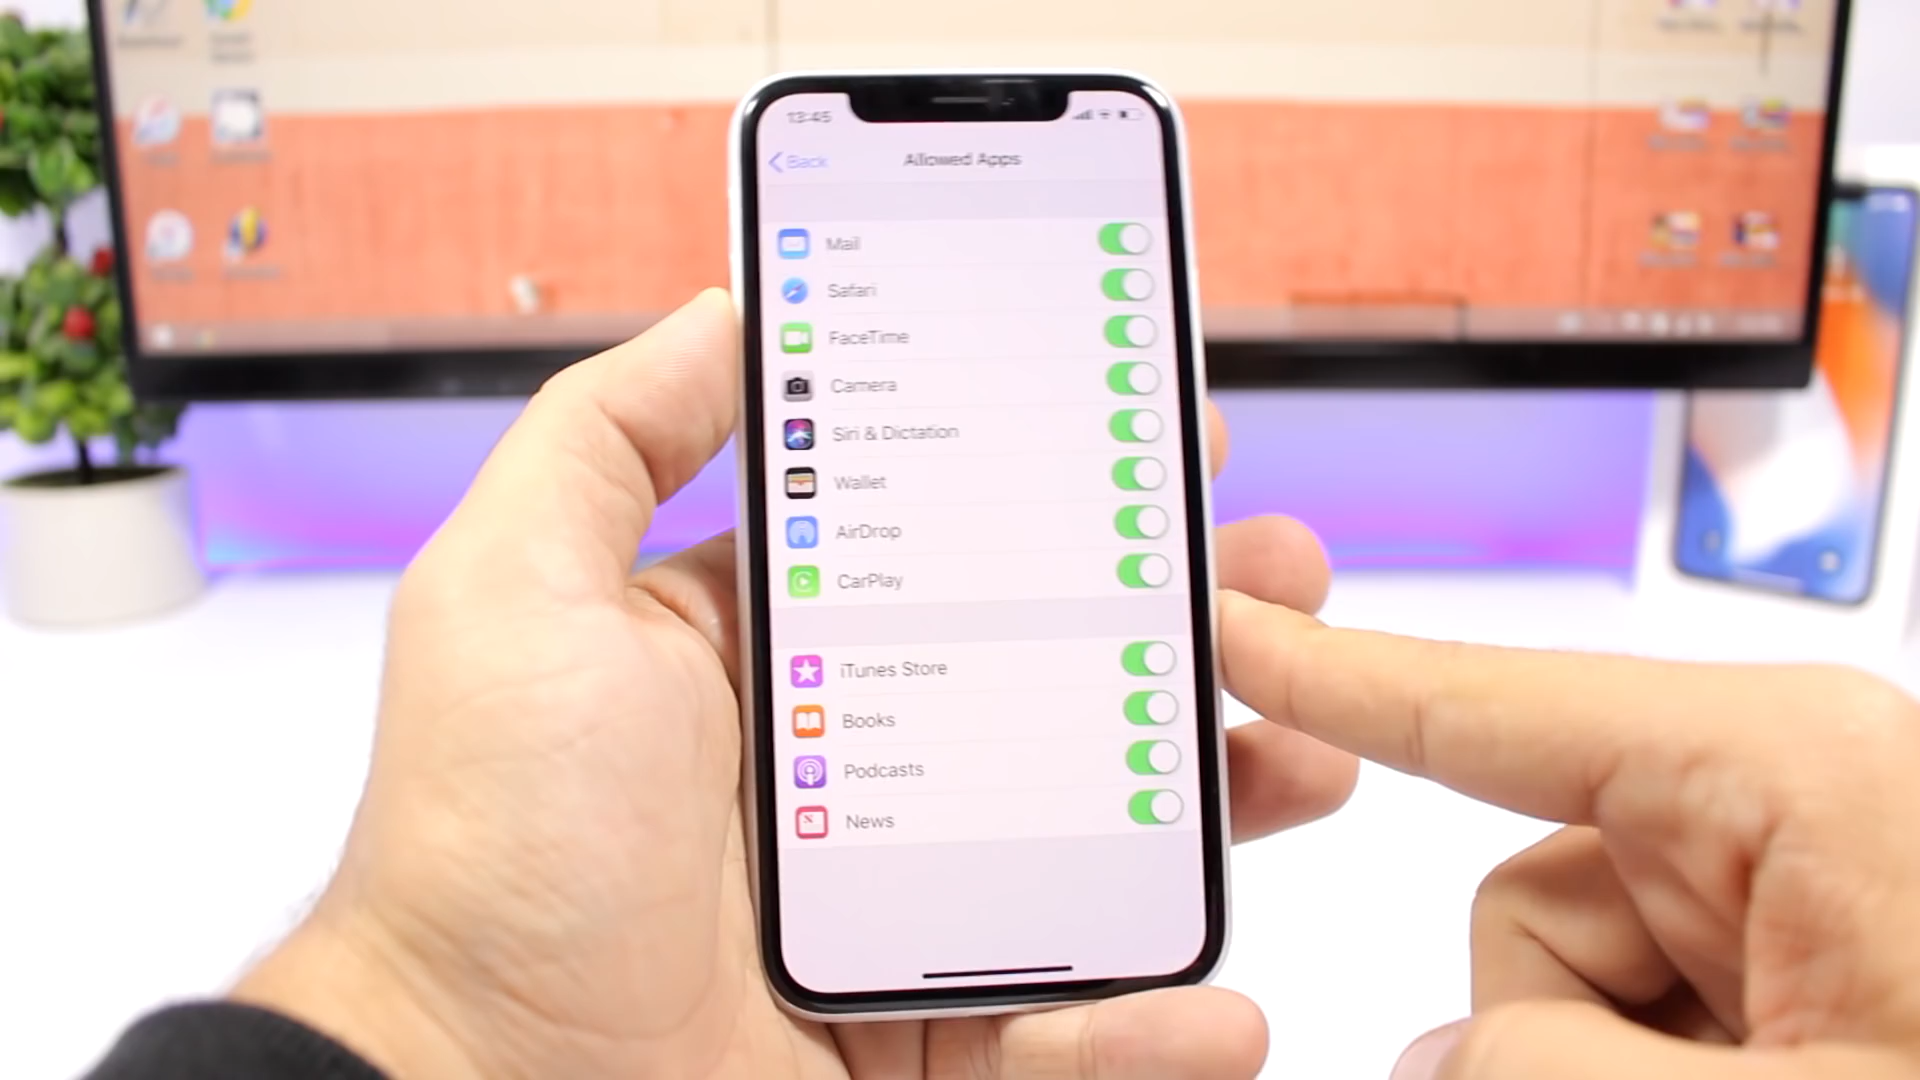 13:45
Back
Allowed Apps
Mail
Safari
FaceTime
Camera
Siri & Dictation
Wallet
AirDrop
CarPlay
iTunes Store
Books
Podcasts
News